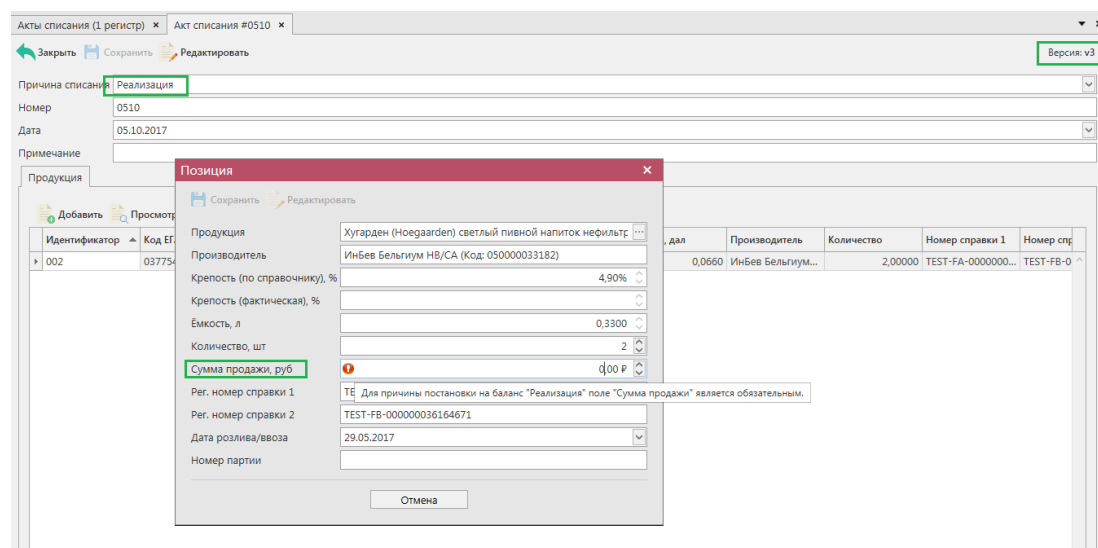 Акты списания (1 регистр) × Акт списания #0510 ×
Закрыть Сохранить Редактировать Версия: v3
Причина списания Реализация
Номер 0510
Дата 05.10.2017
Примечание
Продукция
Добавить Просмотр
Идентификатор Код ЕГ , дал Производитель Количество Номер справки 1 Номер спр
002 03775 0,0660 ИнБев Бельгиум... 2,00000 TEST-FA-0000000... TEST-FB-0
Позиция ×
Сохранить Редактировать
Продукция Хугарден (Hoegaarden) светлый пивной напиток нефильтр ...
Производитель ИнБев Бельгиум НВ/СА (Код: 050000033182)
Крепость (по справочнику), % 4,90%
Крепость (фактическая), %
Ёмкость, л 0,3300
Количество, шт 2
Сумма продажи, руб 0,00 ₽
Рег. номер справки 1 TE
Для причины постановки на баланс "Реализация" поле "Сумма продажи" является обязательным.
Рег. номер справки 2 TEST-FB-000000036164671
Дата розлива/ввоза 29.05.2017
Номер партии
Отмена